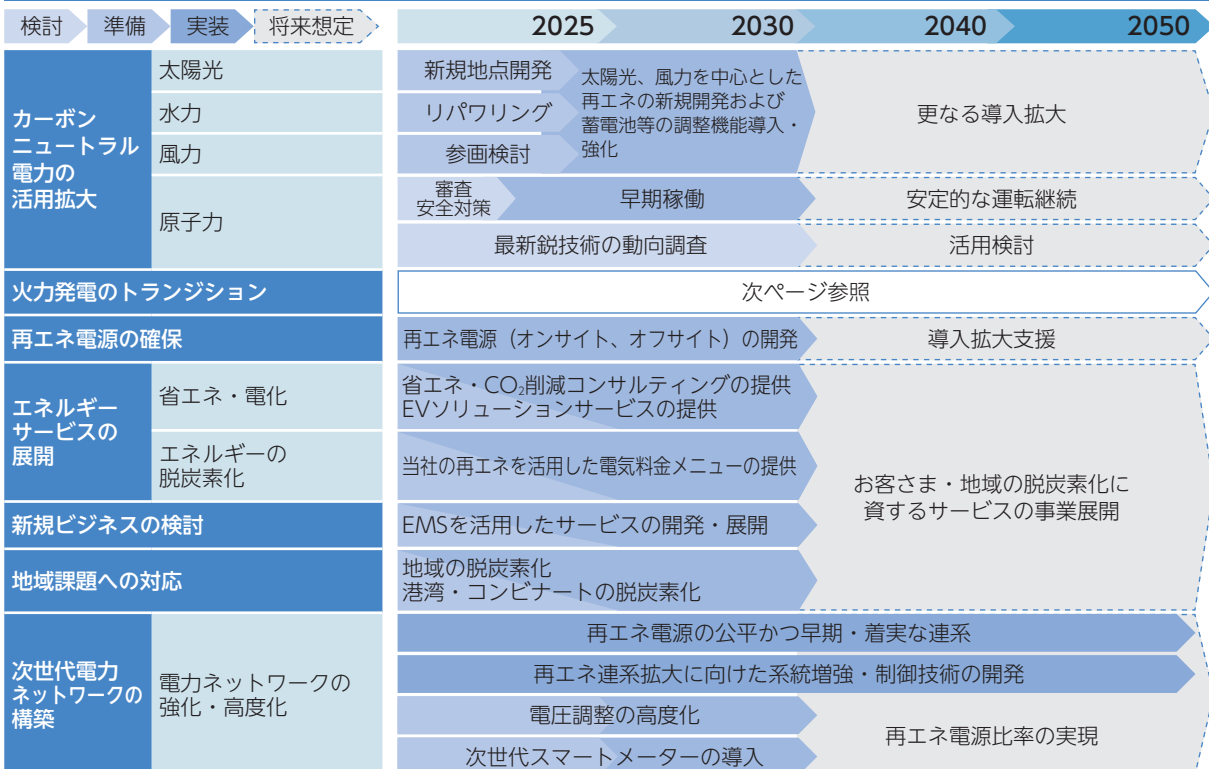 検討
準備
実装
将来想定
2025
2030
2040
2050
カーボン
ニュートラル
電力の
活用拡大
太陽光
水力
風力
原子力
新規地点開発
リパワリング
参画検討
太陽光、風力を中心とした
再エネの新規開発および
蓄電池等の調整機能導入・
強化
更なる導入拡大
審査
安全対策
早期稼働
安定的な運転継続
最新鋭技術の動向調査
活用検討
火力発電のトランジション
次ページ参照
再エネ電源の確保
再エネ電源（オンサイト、オフサイト）の開発
導入拡大支援
エネルギー
サービスの
展開
省エネ・電化
省エネ・CO₂削減コンサルティングの提供
EVソリューションサービスの提供
エネルギーの
脱炭素化
当社の再エネを活用した電気料金メニューの提供
お客さま・地域の脱炭素化に
資するサービスの事業展開
新規ビジネスの検討
EMSを活用したサービスの開発・展開
地域課題への対応
地域の脱炭素化
港湾・コンビナートの脱炭素化
次世代電力
ネットワークの
構築
電力ネットワークの
強化・高度化
再エネ電源の公平かつ早期・着実な連系
再エネ連系拡大に向けた系統増強・制御技術の開発
電圧調整の高度化
次世代スマートメーターの導入
再エネ電源比率の実現